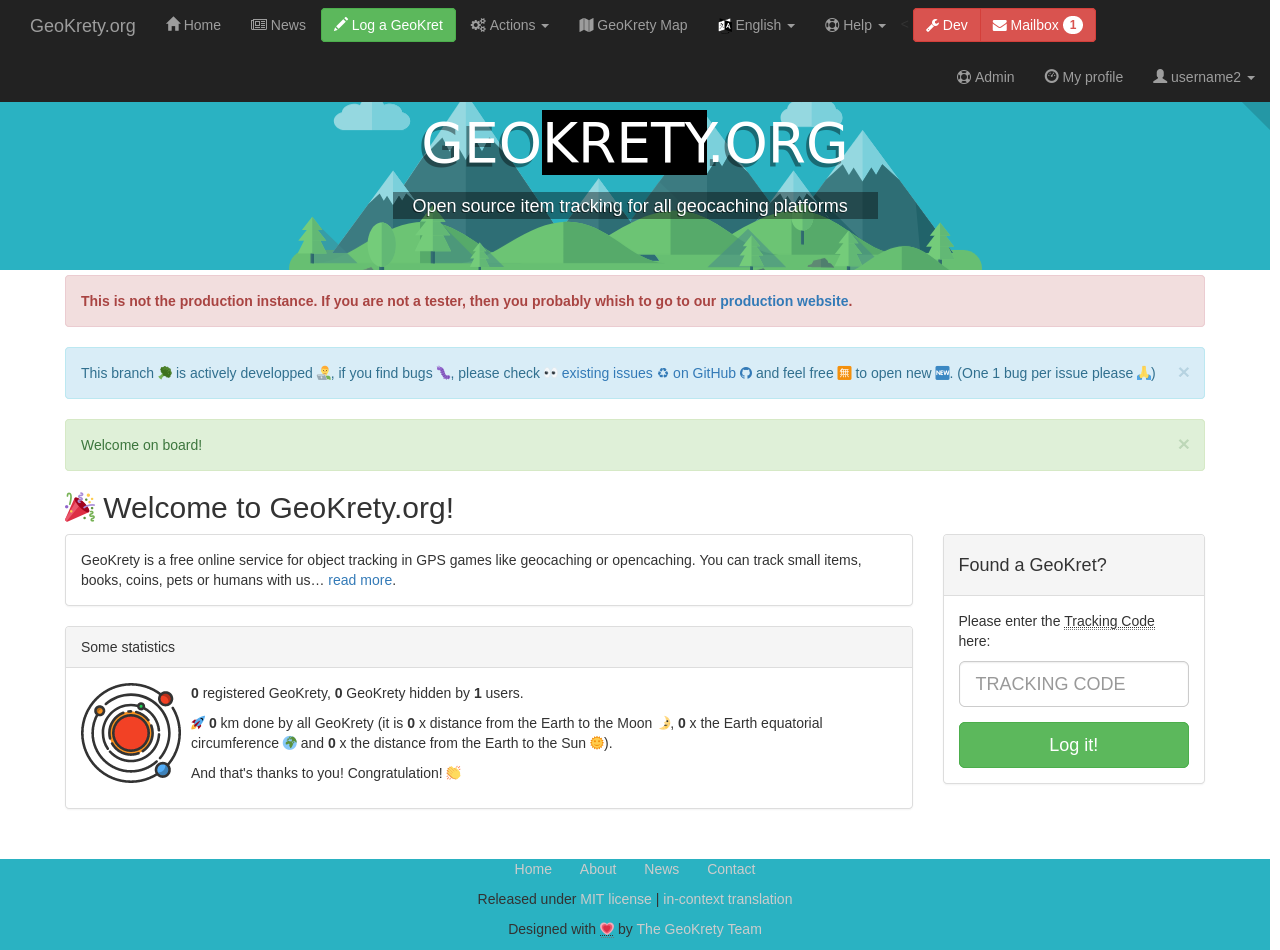 GeoKrety.org Home News Log a GeoKret Actions GeoKrety Map English Help < Dev Mailbox 1
Admin My profile username2
GEOKRETY.ORG
Open source item tracking for all geocaching platforms
This is not the production instance. If you are not a tester, then you probably whish to go to our production website.
This branch 🥦 is actively developped 👨‍🔬, if you find bugs 🐛, please check 👀 existing issues ♻ on GitHub and feel free 🈚 to open new 🆕. (One 1 bug per issue please 🙏) ×
Welcome on board! ×
🎉 Welcome to GeoKrety.org!
GeoKrety is a free online service for object tracking in GPS games like geocaching or opencaching. You can track small items,
books, coins, pets or humans with us… read more.
Some statistics
0 registered GeoKrety, 0 GeoKrety hidden by 1 users.
🚀 0 km done by all GeoKrety (it is 0 x distance from the Earth to the Moon 🌛, 0 x the Earth equatorial
circumference 🌍 and 0 x the distance from the Earth to the Sun 🌞).
And that's thanks to you! Congratulation! 👏
Found a GeoKret?
Please enter the Tracking Code
here:
TRACKING CODE
Log it!
Home About News Contact
Released under MIT license | in-context translation
Designed with 💗 by The GeoKrety Team